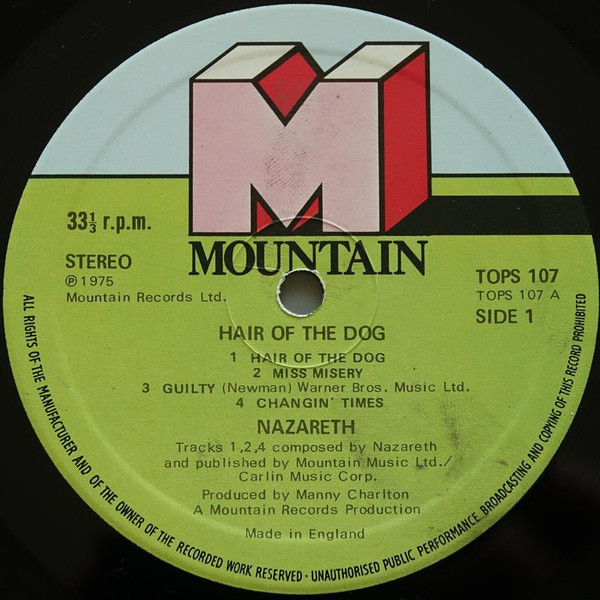 M
MOUNTAIN
33⅓ r.p.m.
STEREO
℗ 1975
Mountain Records Ltd.
TOPS 107
TOPS 107 A
SIDE 1
HAIR OF THE DOG
1 HAIR OF THE DOG
2 MISS MISERY
3 GUILTY (Newman) Warner Bros. Music Ltd.
4 CHANGIN' TIMES
NAZARETH
Tracks 1,2,4 composed by Nazareth
and published by Mountain Music Ltd./
Carlin Music Corp.
Produced by Manny Charlton
A Mountain Records Production
Made in England
ALL RIGHTS OF THE MANUFACTURER AND OF THE OWNER OF THE RECORDED WORK RESERVED · UNAUTHORISED PUBLIC PERFORMANCE BROADCASTING AND COPYING OF THIS RECORD PROHIBITED